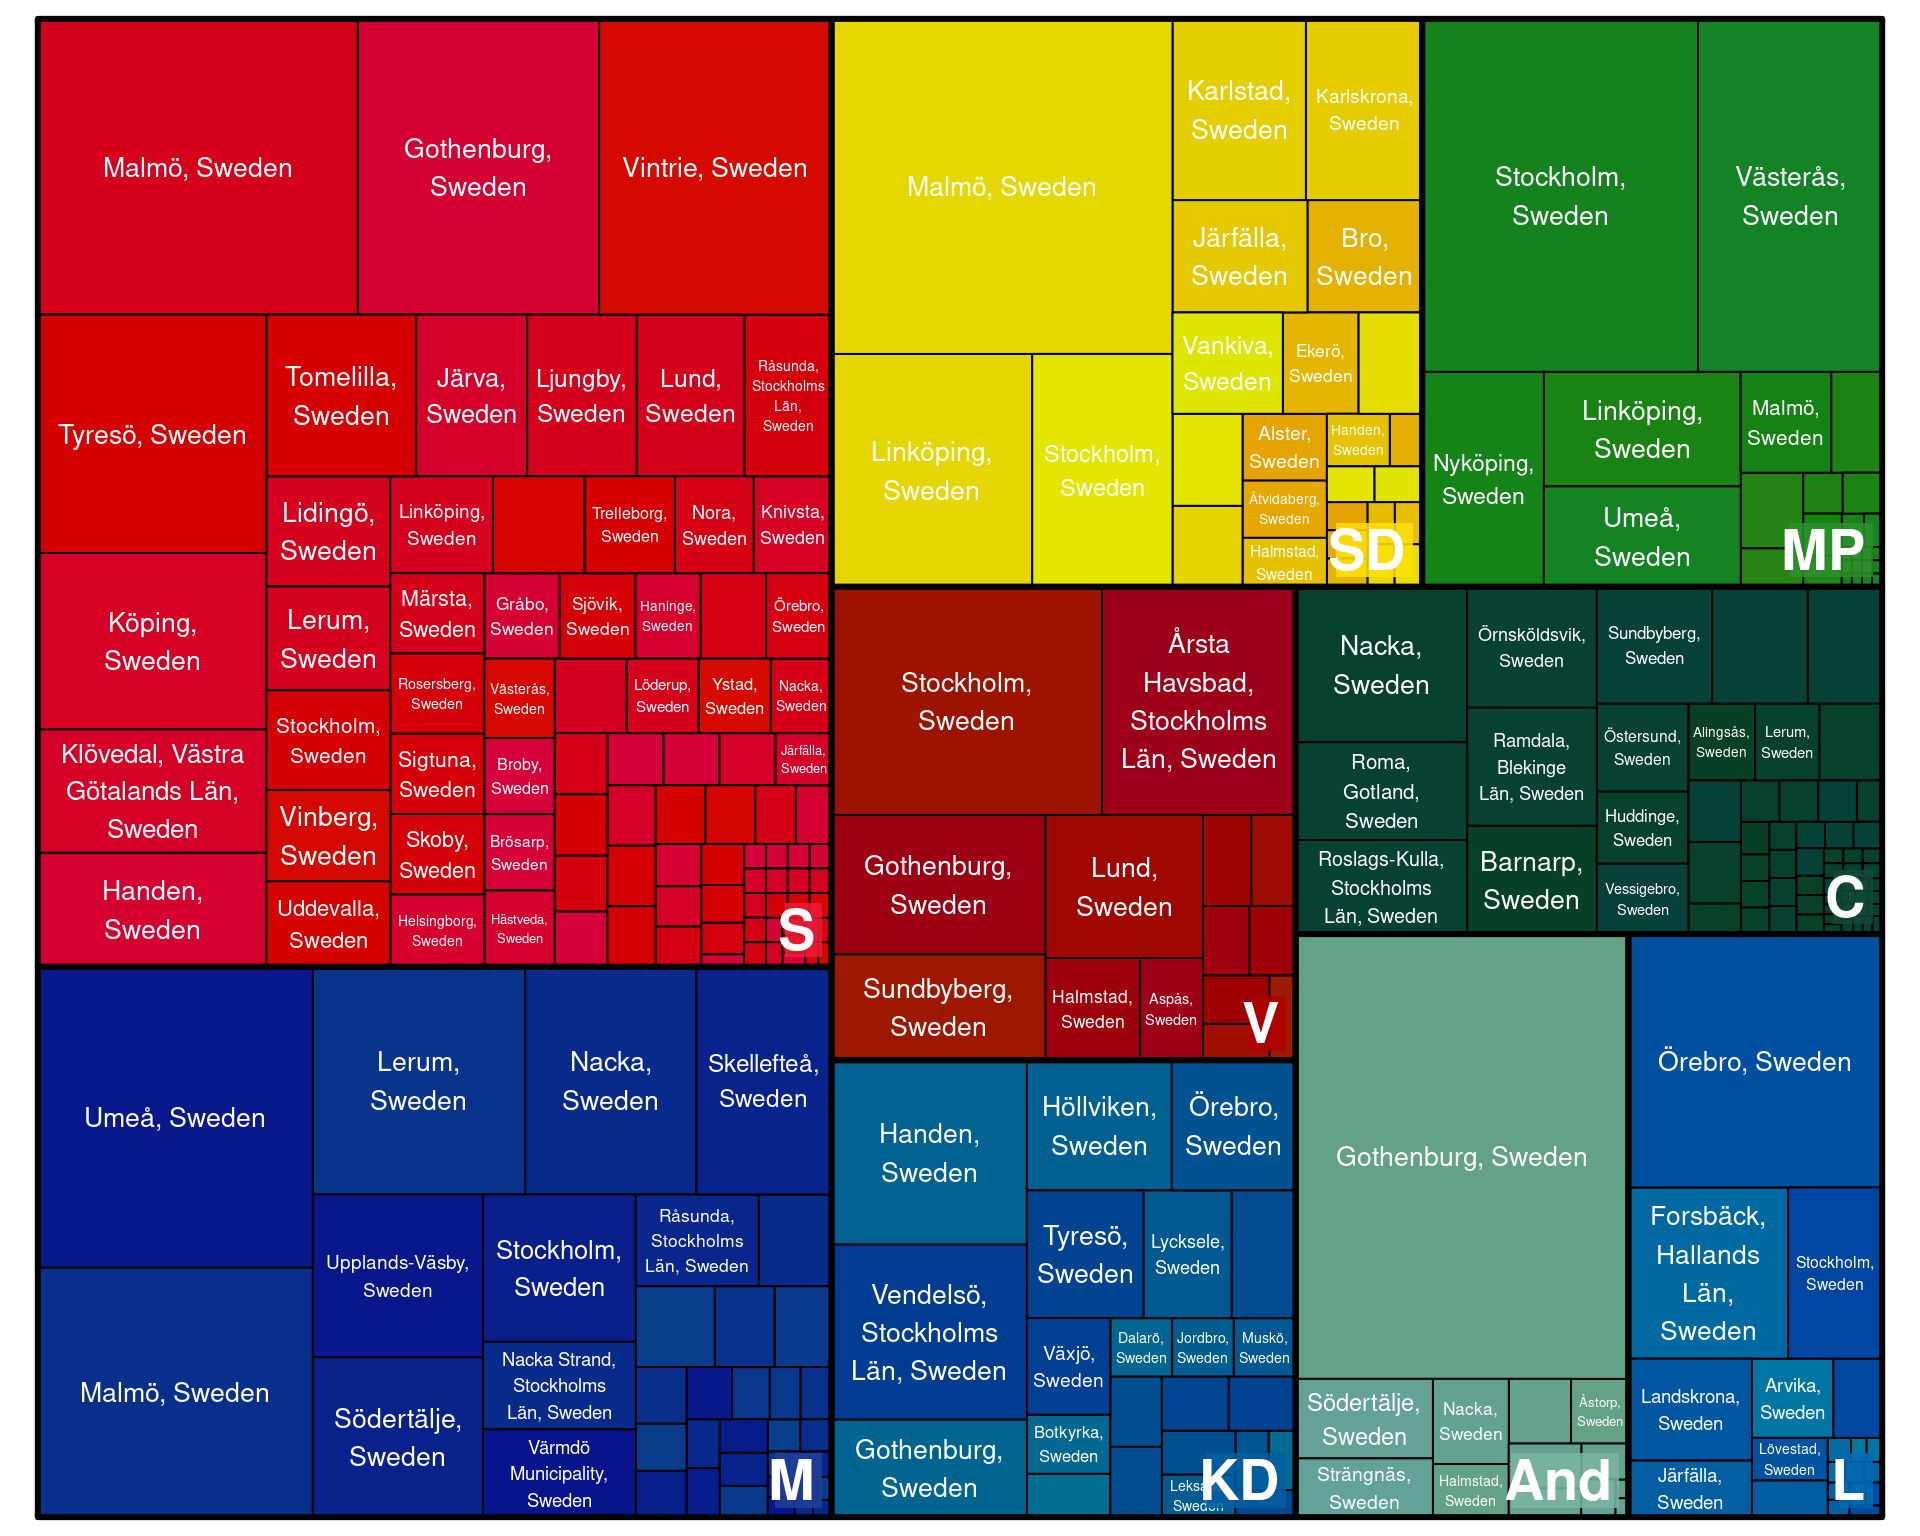 Malmö, Sweden
Gothenburg,
Sweden
Vintrie, Sweden
Tyresö, Sweden
Tomelilla,
Sweden
Järva,
Sweden
Ljungby,
Sweden
Lund,
Sweden
Råsunda,
Stockholms
Län,
Sweden
Köping,
Sweden
Klövedal, Västra
Götalands Län,
Sweden
Handen,
Sweden
Lidingö,
Sweden
Lerum,
Sweden
Stockholm,
Sweden
Vinberg,
Sweden
Uddevalla,
Sweden
Linköping,
Sweden
Trelleborg,
Sweden
Nora,
Sweden
Knivsta,
Sweden
Märsta,
Sweden
Rosersberg,
Sweden
Sigtuna,
Sweden
Skoby,
Sweden
Helsingborg,
Sweden
Gråbo,
Sweden
Sjövik,
Sweden
Haninge,
Sweden
Örebro,
Sweden
Västerås,
Sweden
Broby,
Sweden
Brösarp,
Sweden
Hästveda,
Sweden
Löderup,
Sweden
Ystad,
Sweden
Nacka,
Sweden
Järfälla,
Sweden
S
Malmö, Sweden
Karlstad,
Sweden
Karlskrona,
Sweden
Järfälla,
Sweden
Bro,
Sweden
Linköping,
Sweden
Stockholm,
Sweden
Vankiva,
Sweden
Ekerö,
Sweden
Alster,
Sweden
Åtvidaberg,
Sweden
Halmstad,
Sweden
Handen,
Sweden
SD
Stockholm,
Sweden
Västerås,
Sweden
Nyköping,
Sweden
Linköping,
Sweden
Umeå,
Sweden
Malmö,
Sweden
MP
Stockholm,
Sweden
Årsta
Havsbad,
Stockholms
Län, Sweden
Gothenburg,
Sweden
Sundbyberg,
Sweden
Lund,
Sweden
Halmstad,
Sweden
Aspås,
Sweden
V
Nacka,
Sweden
Roma,
Gotland,
Sweden
Roslags-Kulla,
Stockholms
Län, Sweden
Örnsköldsvik,
Sweden
Ramdala,
Blekinge
Län, Sweden
Barnarp,
Sweden
Sundbyberg,
Sweden
Östersund,
Sweden
Huddinge,
Sweden
Vessigebro,
Sweden
Alingsås,
Sweden
Lerum,
Sweden
C
Umeå, Sweden
Malmö, Sweden
Lerum,
Sweden
Nacka,
Sweden
Skellefteå,
Sweden
Upplands-Väsby,
Sweden
Södertälje,
Sweden
Stockholm,
Sweden
Nacka Strand,
Stockholms
Län, Sweden
Värmdö
Municipality,
Sweden
Råsunda,
Stockholms
Län, Sweden
M
Handen,
Sweden
Vendelsö,
Stockholms
Län, Sweden
Gothenburg,
Sweden
Höllviken,
Sweden
Örebro,
Sweden
Tyresö,
Sweden
Lycksele,
Sweden
Växjö,
Sweden
Botkyrka,
Sweden
Dalarö,
Sweden
Jordbro,
Sweden
Muskö,
Sweden
Sweden
KD
Gothenburg, Sweden
Södertälje,
Sweden
Strängnäs,
Sweden
Nacka,
Sweden
Halmstad,
Sweden
Åstorp,
Sweden
And
Örebro, Sweden
Forsbäck,
Hallands
Län,
Sweden
Stockholm,
Sweden
Landskrona,
Sweden
Järfälla,
Sweden
Arvika,
Sweden
Lövestad,
Sweden
L